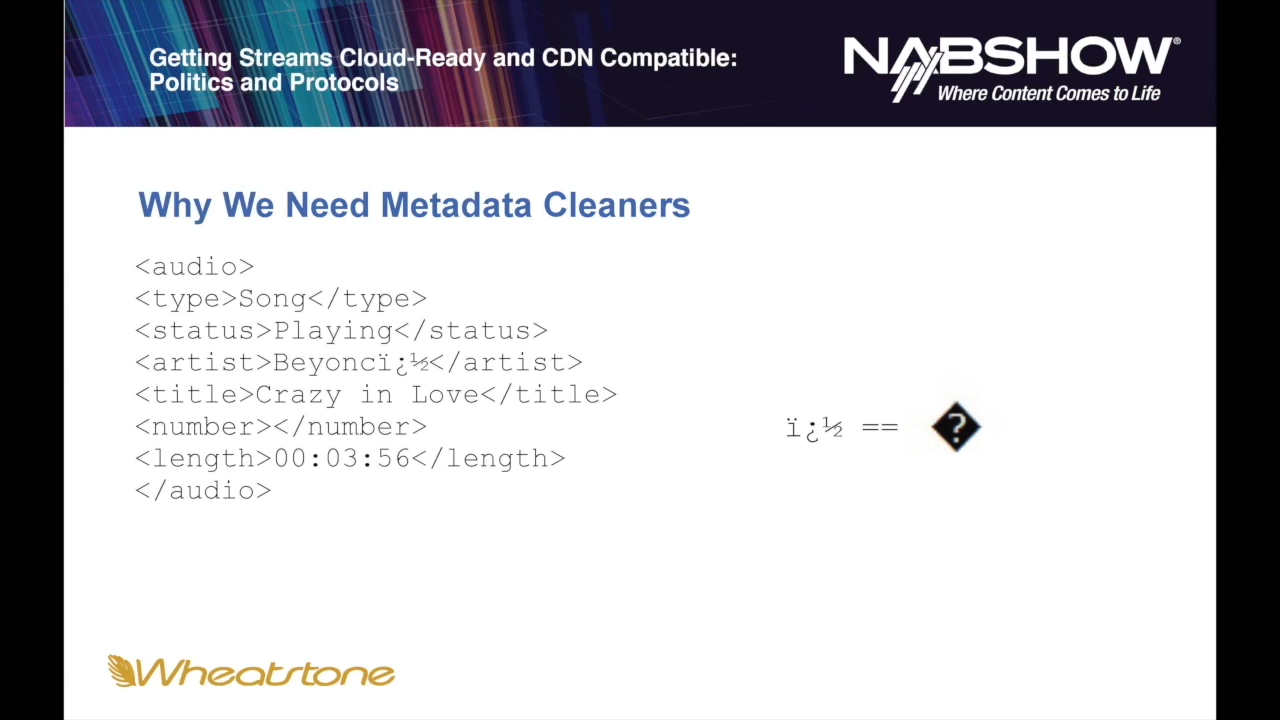 Getting Streams Cloud-Ready and CDN Compatible:
Politics and Protocols
NABSHOW®
Where Content Comes to Life
Why We Need Metadata Cleaners
<audio>
<type>Song</type>
<status>Playing</status>
<artist>Beyoncï¿½</artist>
<title>Crazy in Love</title>
<number></number>
<length>00:03:56</length>
</audio>
ï¿½ == �
Wheatstone